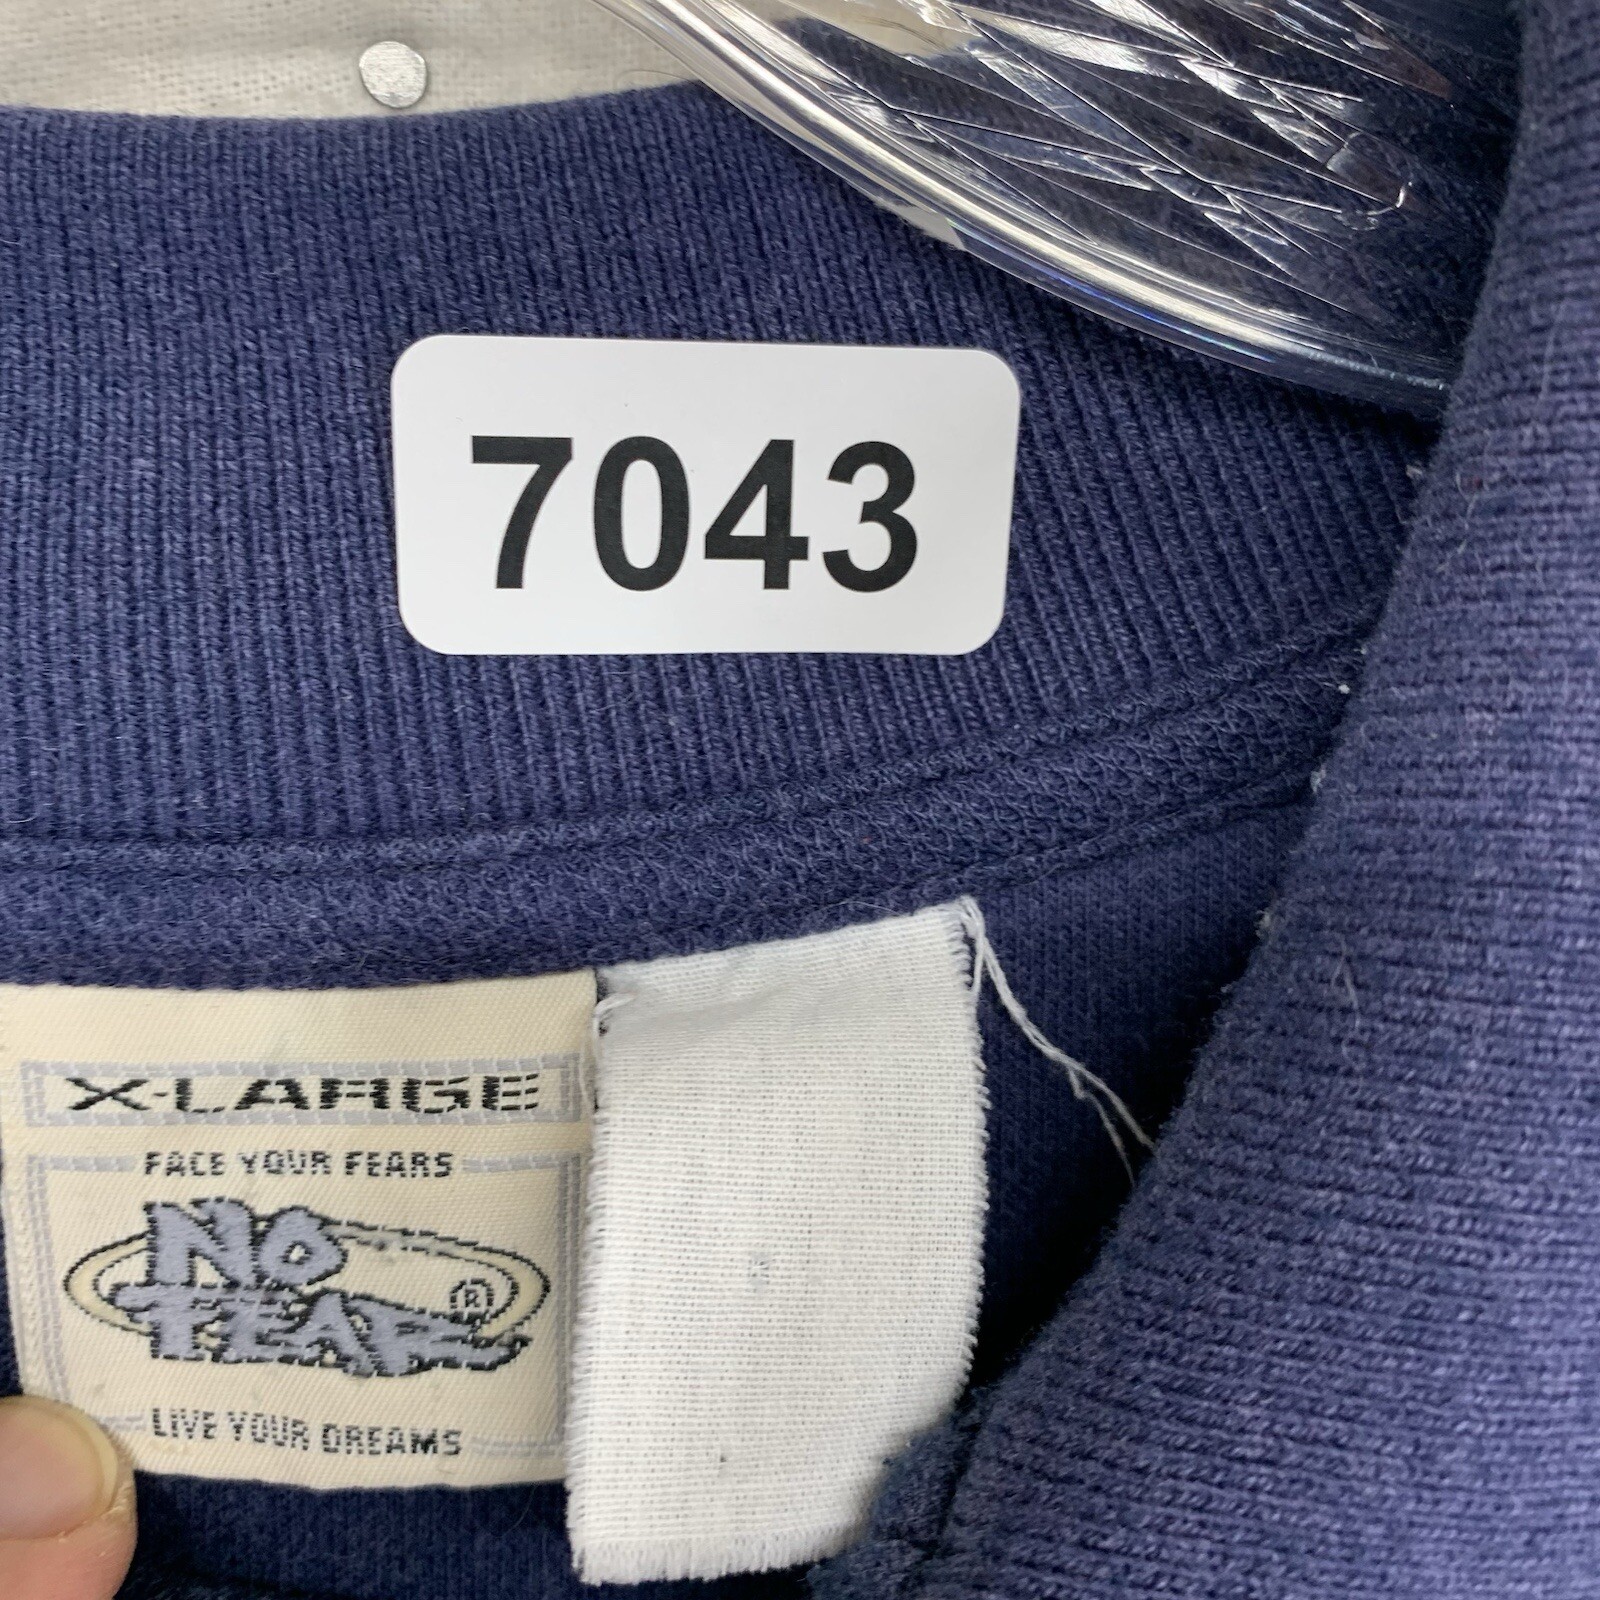 7043
X-LARGE
FACE YOUR FEARS
NO
FEAR
®
LIVE YOUR DREAMS